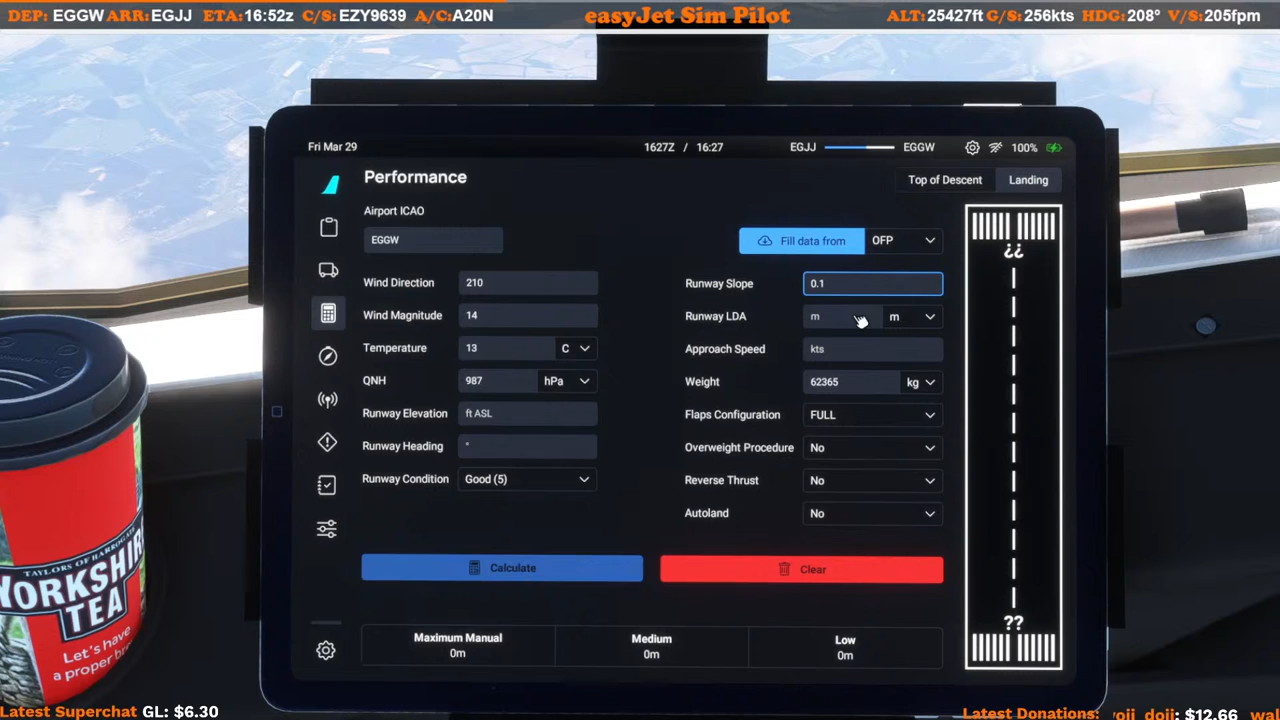 DEP: EGGW ARR: EGJJ ETA: 16:52z C/S: EZY9639 A/C: A20N easyJet Sim Pilot ALT: 25427ft G/S: 256kts HDG: 208° V/S: 205fpm
Fri Mar 29 1627Z / 16:27 EGJJ EGGW 100%
Performance Top of Descent Landing
Airport ICAO
EGGW Fill data from OFP
Wind Direction 210 Runway Slope 0.1
Wind Magnitude 14 Runway LDA m m
Temperature 13 C Approach Speed kts
QNH 987 hPa Weight 62365 kg
Runway Elevation ft ASL Flaps Configuration FULL
Runway Heading ° Overweight Procedure No
Runway Condition Good (5) Reverse Thrust No
Autoland No
Calculate Clear
Maximum Manual Medium Low
0m 0m 0m
??
??
TAYLORS OF HARROGATE
YORKSHIR
TEA
Let's have
a proper br
Latest Superchat GL: $6.30 Latest Donations: doji: $12.66